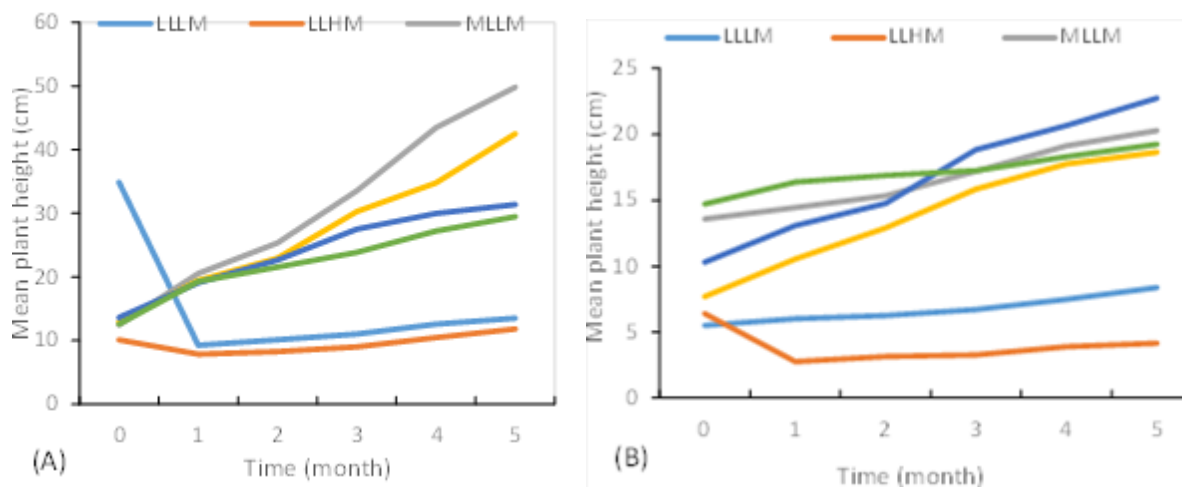 LLLM LLHM MLLM
Mean plant height (cm)
60
50
40
30
20
10
0
0 1 2 3 4 5
Time (month)
(A)
LLLM LLHM MLLM
Mean plant height (cm)
25
20
15
10
5
0
0 1 2 3 4 5
Time (month)
(B)